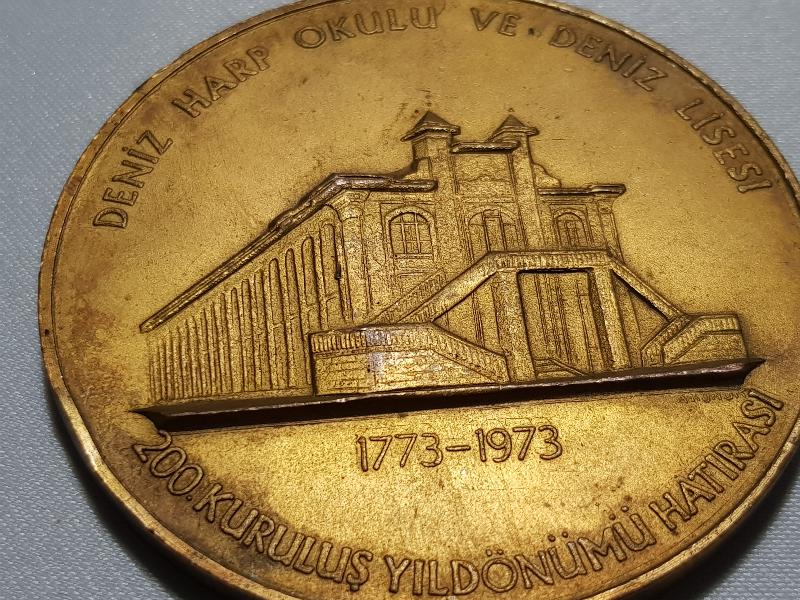 DENİZ HARP OKULU VE DENİZ LİSESİ
1773-1973
200. KURULUŞ YILDÖNÜMÜ HATIRASI